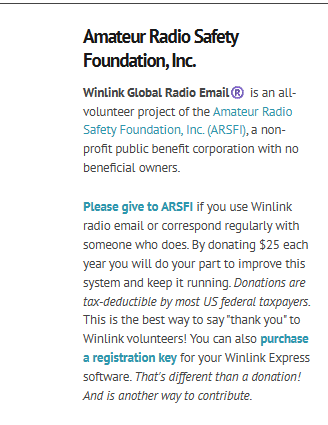 Amateur Radio Safety
Foundation, Inc.
Winlink Global Radio Email® is an all-
volunteer project of the Amateur Radio
Safety Foundation, Inc. (ARSFI), a non-
profit public benefit corporation with no
beneficial owners.
Please give to ARSFI if you use Winlink
radio email or correspond regularly with
someone who does. By donating $25 each
year you will do your part to improve this
system and keep it running. Donations are
tax-deductible by most US federal taxpayers.
This is the best way to say "thank you" to
Winlink volunteers! You can also purchase
a registration key for your Winlink Express
software. That's different than a donation!
And is another way to contribute.